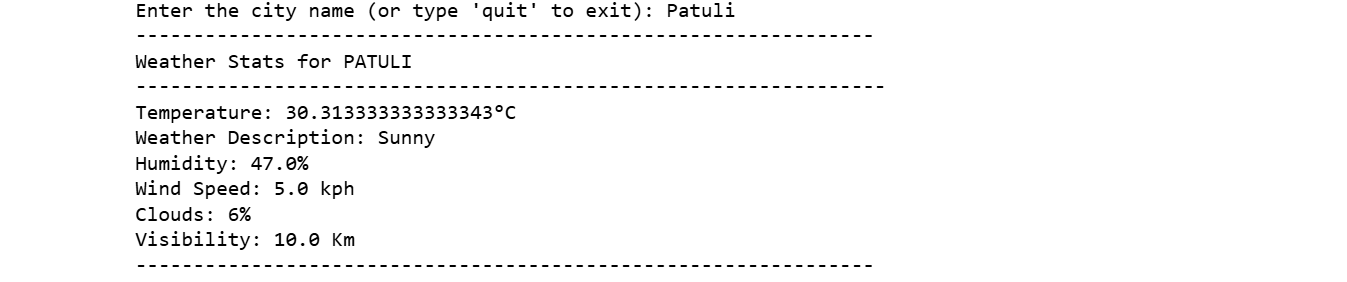 Enter the city name (or type 'quit' to exit): Patuli
----------------------------------------------------------------
Weather Stats for PATULI
-----------------------------------------------------------------
Temperature: 30.313333333333343°C
Weather Description: Sunny
Humidity: 47.0%
Wind Speed: 5.0 kph
Clouds: 6%
Visibility: 10.0 Km
----------------------------------------------------------------